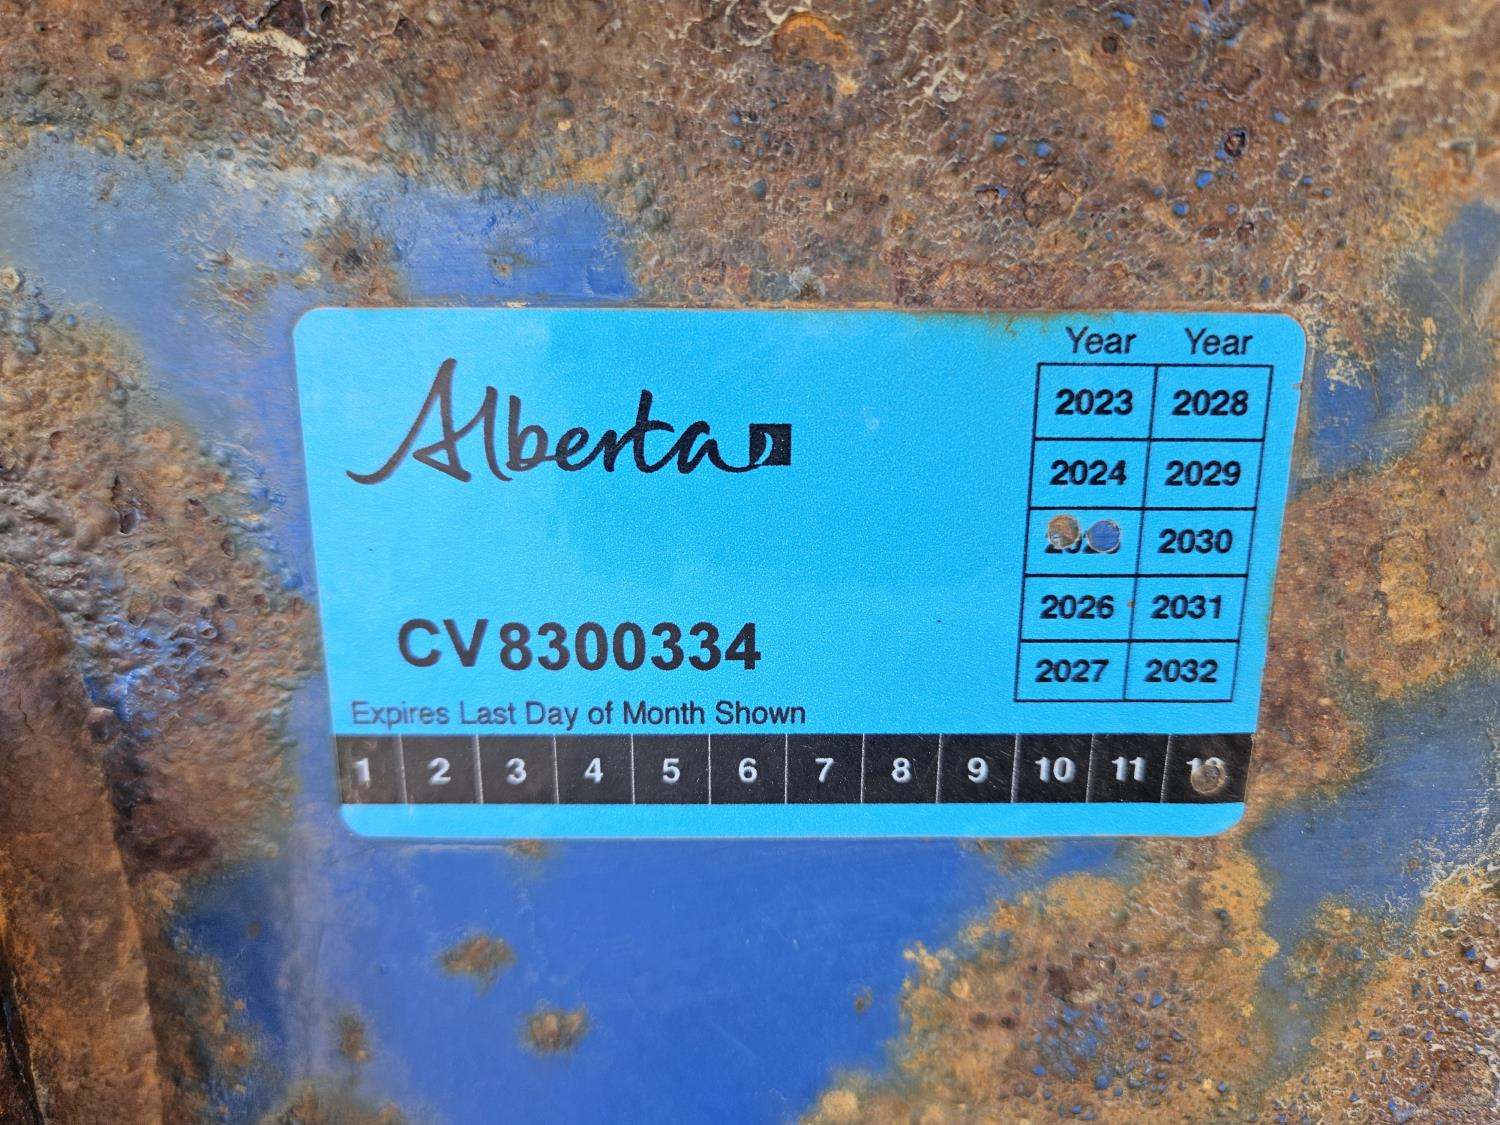 Alberta
Year Year
2023 2028
2024 2029
2030
2026 2031
2027 2032
CV8300334
Expires Last Day of Month Shown
1 2 3 4 5 6 7 8 9 10 11